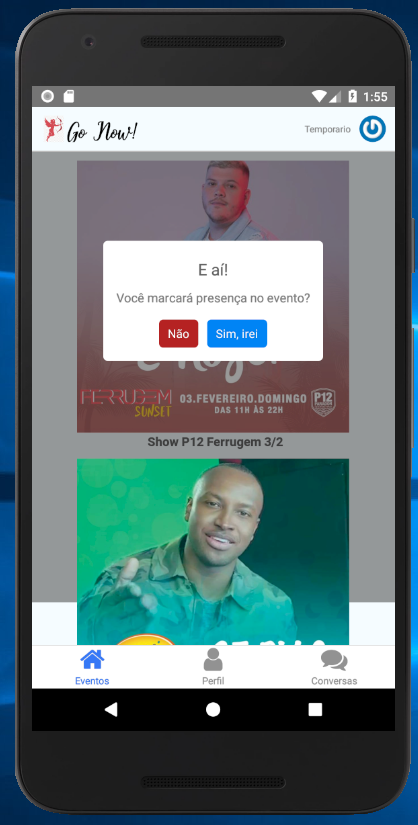 1:55
Go Now!
Temporario
E aí!
Você marcará presença no evento?
Não
Sim, irei
FERRUGEM
SUNSET
03.FEVEREIRO.DOMINGO
DAS 11H ÀS 22H
P12
Show P12 Ferrugem 3/2
Eventos
Perfil
Conversas